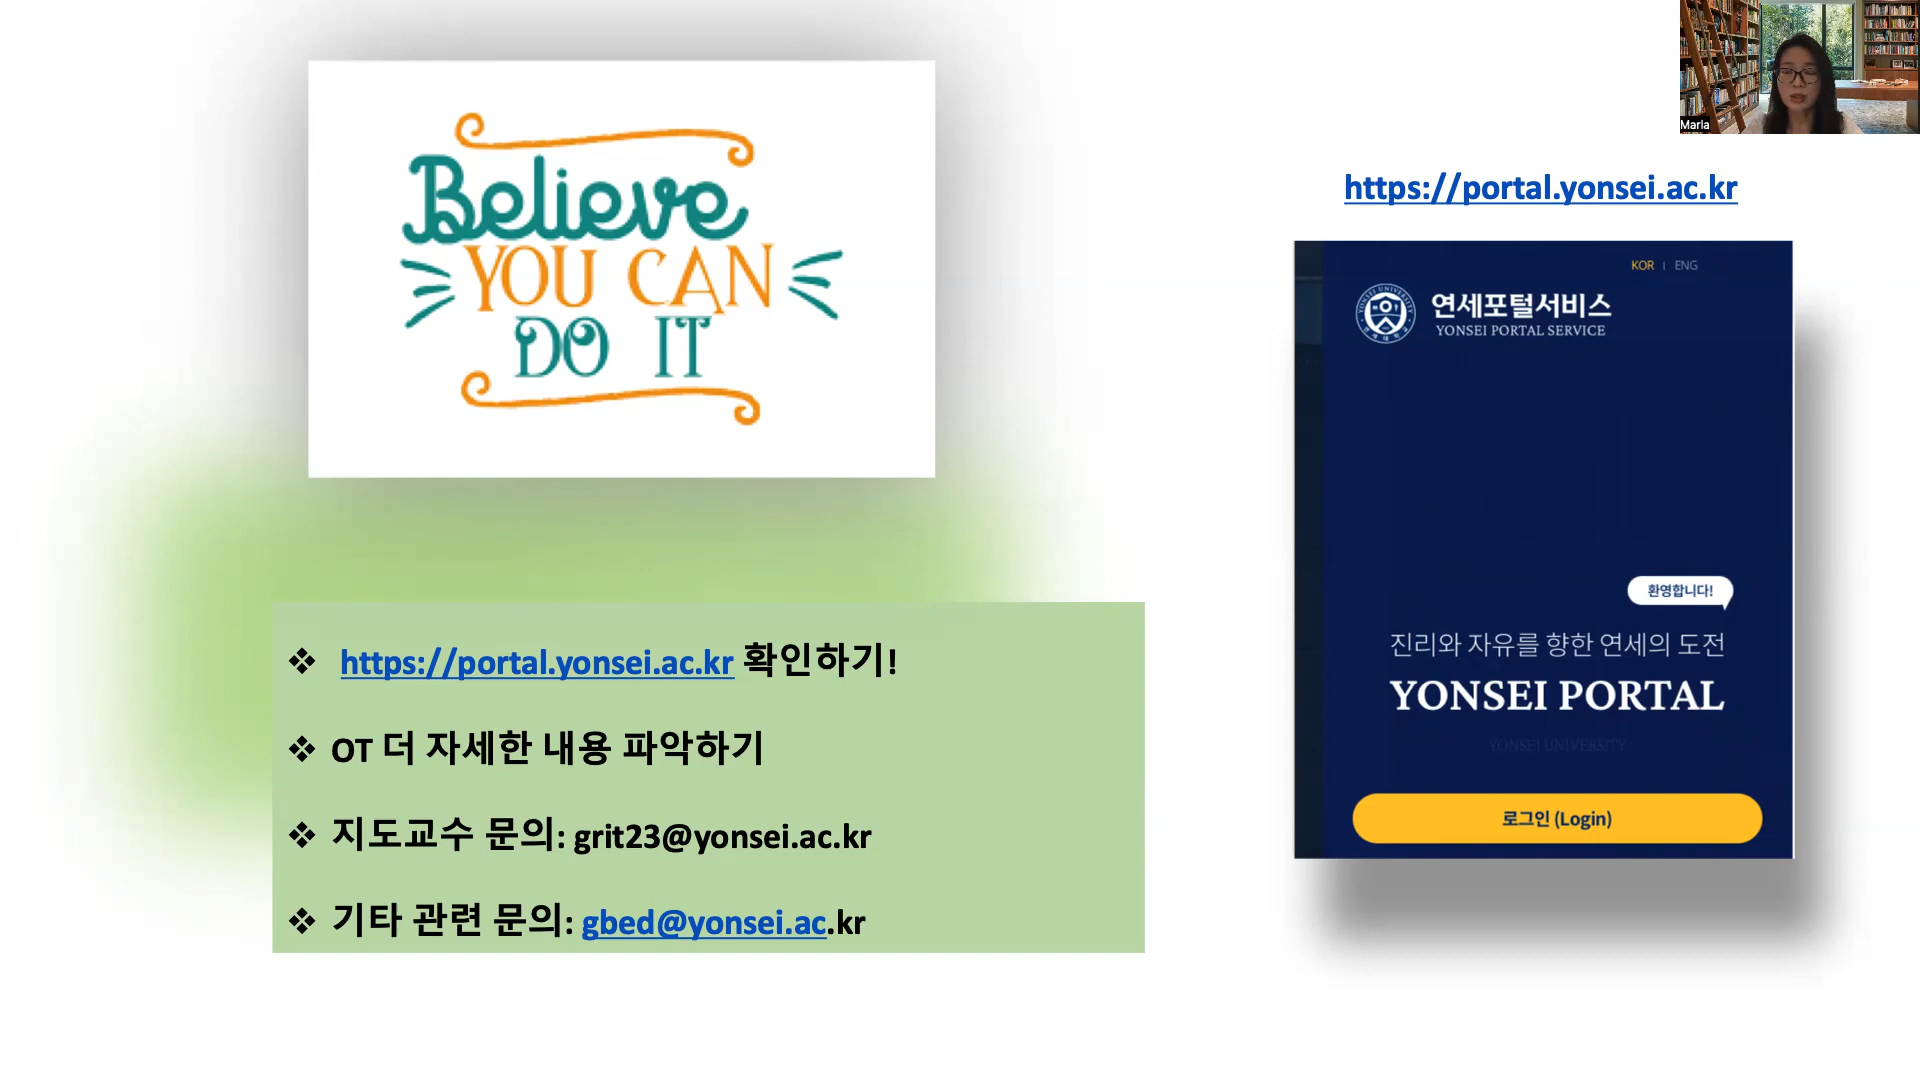 Believe
YOU CAN
DO IT
❖ https://portal.yonsei.ac.kr 확인하기!
❖ OT 더 자세한 내용 파악하기
❖ 지도교수 문의: grit23@yonsei.ac.kr
❖ 기타 관련 문의: gbed@yonsei.ac.kr
Marla
https://portal.yonsei.ac.kr
KOR | ENG
연세포털서비스
YONSEI PORTAL SERVICE
환영합니다!
진리와 자유를 향한 연세의 도전
YONSEI PORTAL
YONSEI UNIVERSITY
로그인 (Login)